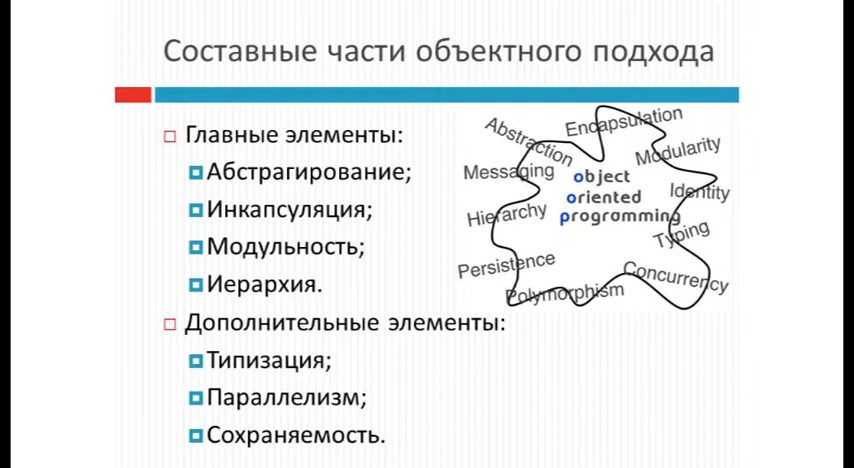 Составные части объектного подхода
Главные элементы:
Абстрагирование;
Инкапсуляция;
Модульность;
Иерархия.
Дополнительные элементы:
Типизация;
Параллелизм;
Сохраняемость.
Abstraction
Encapsulation
Modularity
Messaging
object
oriented
programming
Identity
Hierarchy
Typing
Persistence
Concurrency
Polymorphism